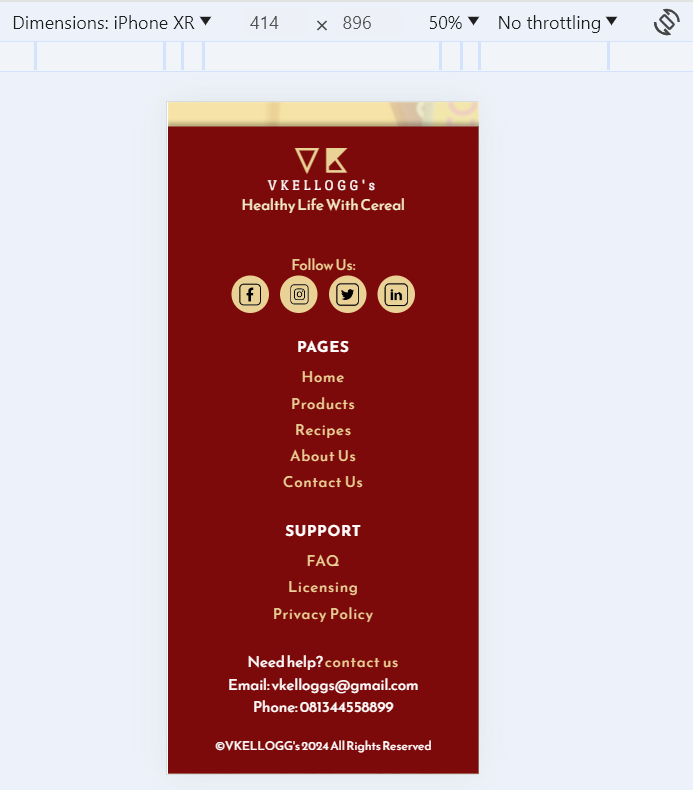 Dimensions: iPhone XR 414 × 896 50% No throttling
VK
VKELLOGG's
Healthy Life With Cereal
Follow Us:
PAGES
Home
Products
Recipes
About Us
Contact Us
SUPPORT
FAQ
Licensing
Privacy Policy
Need help? contact us
Email: vkelloggs@gmail.com
Phone: 081344558899
©VKELLOGG's 2024 All Rights Reserved